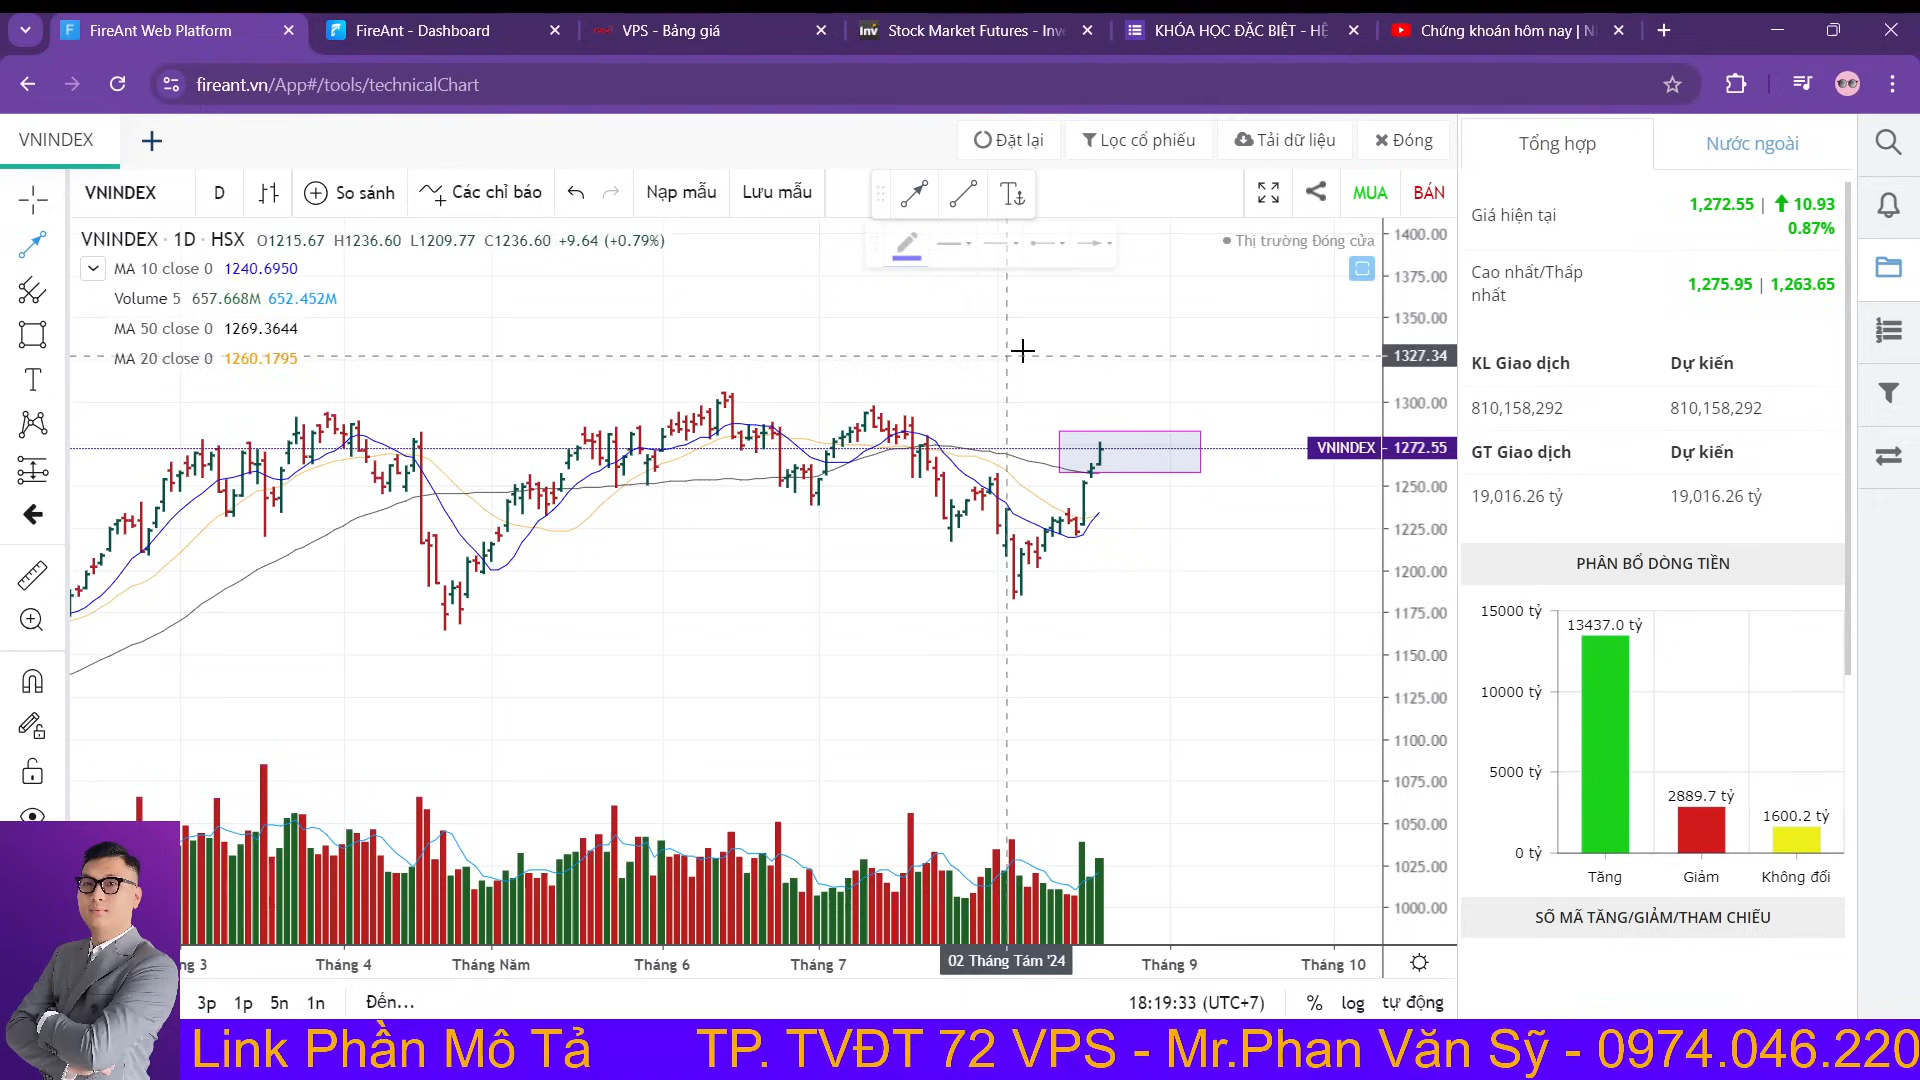 FireAnt Web Platform
FireAnt - Dashboard
VPS - Bảng giá
Inv
Stock Market Futures - Inve
KHÓA HỌC ĐẶC BIỆT - HỆ
Chứng khoán hôm nay | N
fireant.vn/App#/tools/technicalChart
VNINDEX
Đặt lại
Lọc cổ phiếu
Tải dữ liệu
Đóng
Tổng hợp
Nước ngoài
VNINDEX
D
So sánh
Các chỉ báo
Nạp mẫu
Lưu mẫu
MUA
BÁN
VNINDEX · 1D · HSX O1215.67 H1236.60 L1209.77 C1236.60 +9.64 (+0.79%)
Thị trường Đóng cửa
MA 10 close 0 1240.6950
Volume 5 657.668M 652.452M
MA 50 close 0 1269.3644
MA 20 close 0 1260.1795
1400.00
1375.00
1350.00
1327.34
1300.00
VNINDEX 1272.55
1250.00
1225.00
1200.00
1175.00
1150.00
1125.00
1100.00
1075.00
1050.00
1025.00
1000.00
ng 3
Tháng 4
Tháng Năm
Tháng 6
Tháng 7
02 Tháng Tám '24
Tháng 9
Tháng 10
3p 1p 5n 1n
Đến...
18:19:33 (UTC+7)
% log tự động
Giá hiện tại
1,272.55 | 10.93
0.87%
Cao nhất/Thấp nhất
1,275.95 | 1,263.65
KL Giao dịch Dự kiến
810,158,292 810,158,292
GT Giao dịch Dự kiến
19,016.26 tỷ 19,016.26 tỷ
PHÂN BỔ DÒNG TIỀN
15000 tỷ
10000 tỷ
5000 tỷ
0 tỷ
13437.0 tỷ
2889.7 tỷ
1600.2 tỷ
Tăng
Giảm
Không đổi
SỐ MÃ TĂNG/GIẢM/THAM CHIẾU
Link Phần Mô Tả TP. TVĐT 72 VPS - Mr.Phan Văn Sỹ - 0974.046.220